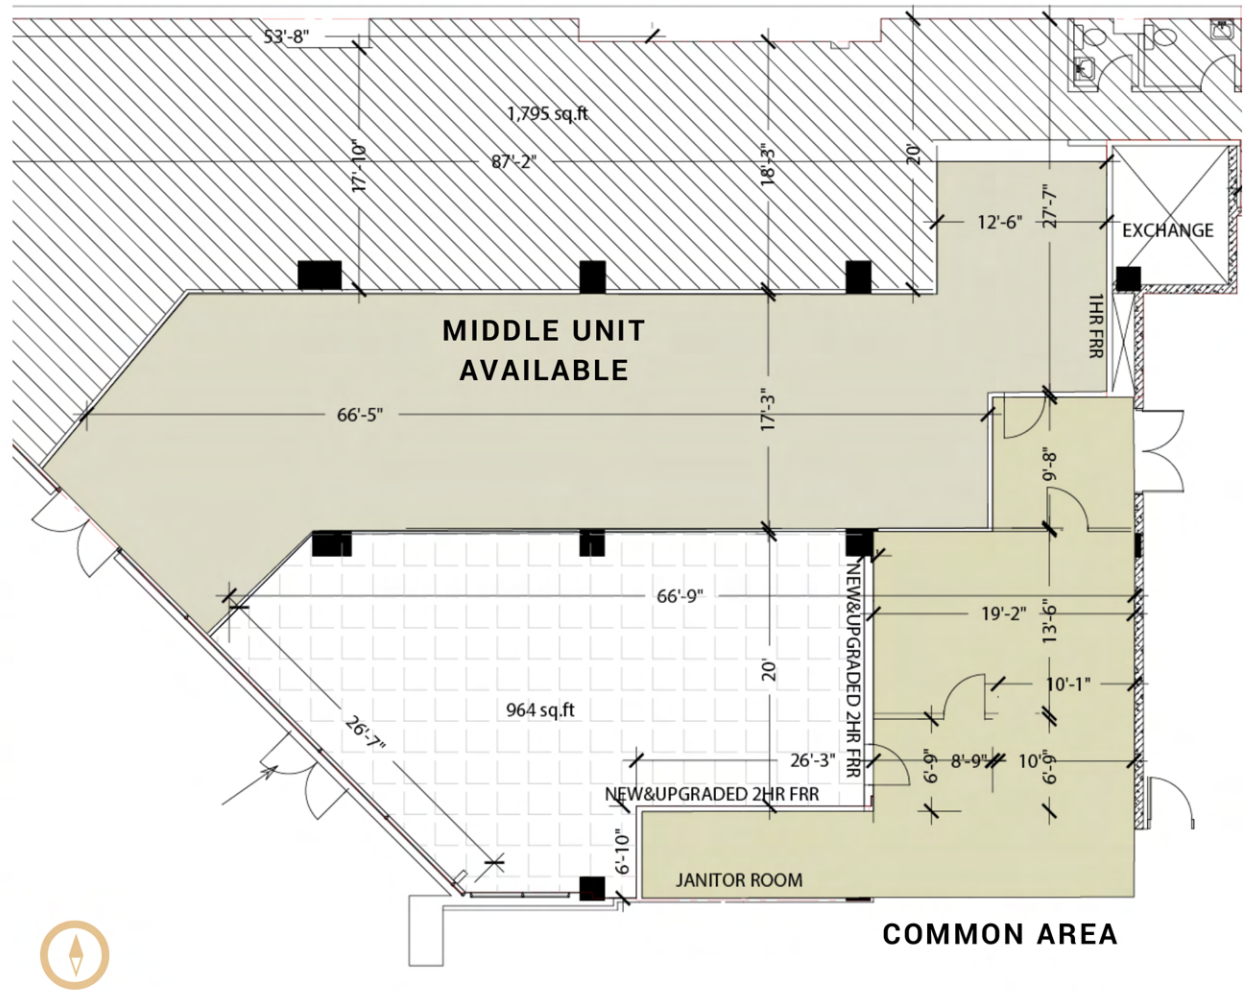 53'-8"
1,795 sq.ft
87'-2"
17'-10"
18'-3"
20'
27'-7"
12'-6"
EXCHANGE
1HR FRR
MIDDLE UNIT
AVAILABLE
66'-5"
17'-3"
9'-8"
66'-9"
NEW&UPGRADED 2HR FRR
19'-2"
13'-6"
20'
10'-1"
964 sq.ft
26'-7"
26'-3"
6'-9"
8'-9"
10'
6'-9"
NEW&UPGRADED 2HR FRR
6'-10"
JANITOR ROOM
COMMON AREA